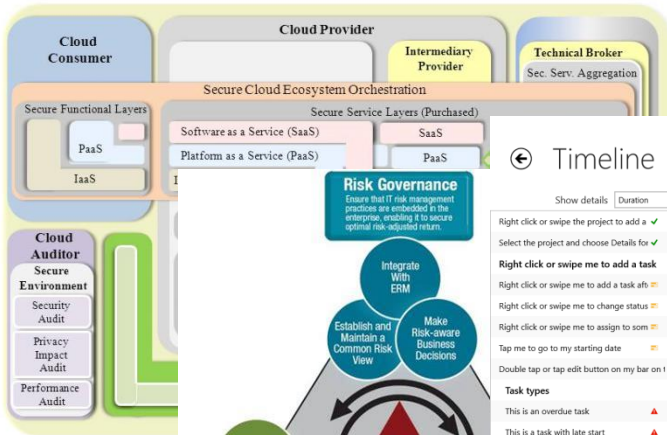 Cloud
Consumer
Cloud Provider
Intermediary
Provider
Technical Broker
Sec. Serv. Aggregation
Secure Cloud Ecosystem Orchestration
Secure Functional Layers
Secure Service Layers (Purchased)
Software as a Service (SaaS)
SaaS
PaaS
Platform as a Service (PaaS)
PaaS
IaaS
Cloud
Auditor
Secure
Environment
Security
Audit
Privacy
Impact
Audit
Performance
Audit
Risk Governance
Ensure that IT risk management
practices are embedded in the
enterprise, enabling it to secure
optimal risk-adjusted return.
Integrate
With
ERM
Establish and
Maintain a
Common Risk
View
Make
Risk-aware
Business
Decisions
Timeline
Show details Duration
Right click or swipe the project to add a
Select the project and choose Details for
Right click or swipe me to add a task
Right click or swipe me to add a task aft
Right click or swipe me to change status
Right click or swipe me to assign to som
Tap me to go to my starting date
Double tap or tap edit button on my bar on t
Task types
This is an overdue task
This is a task with late start